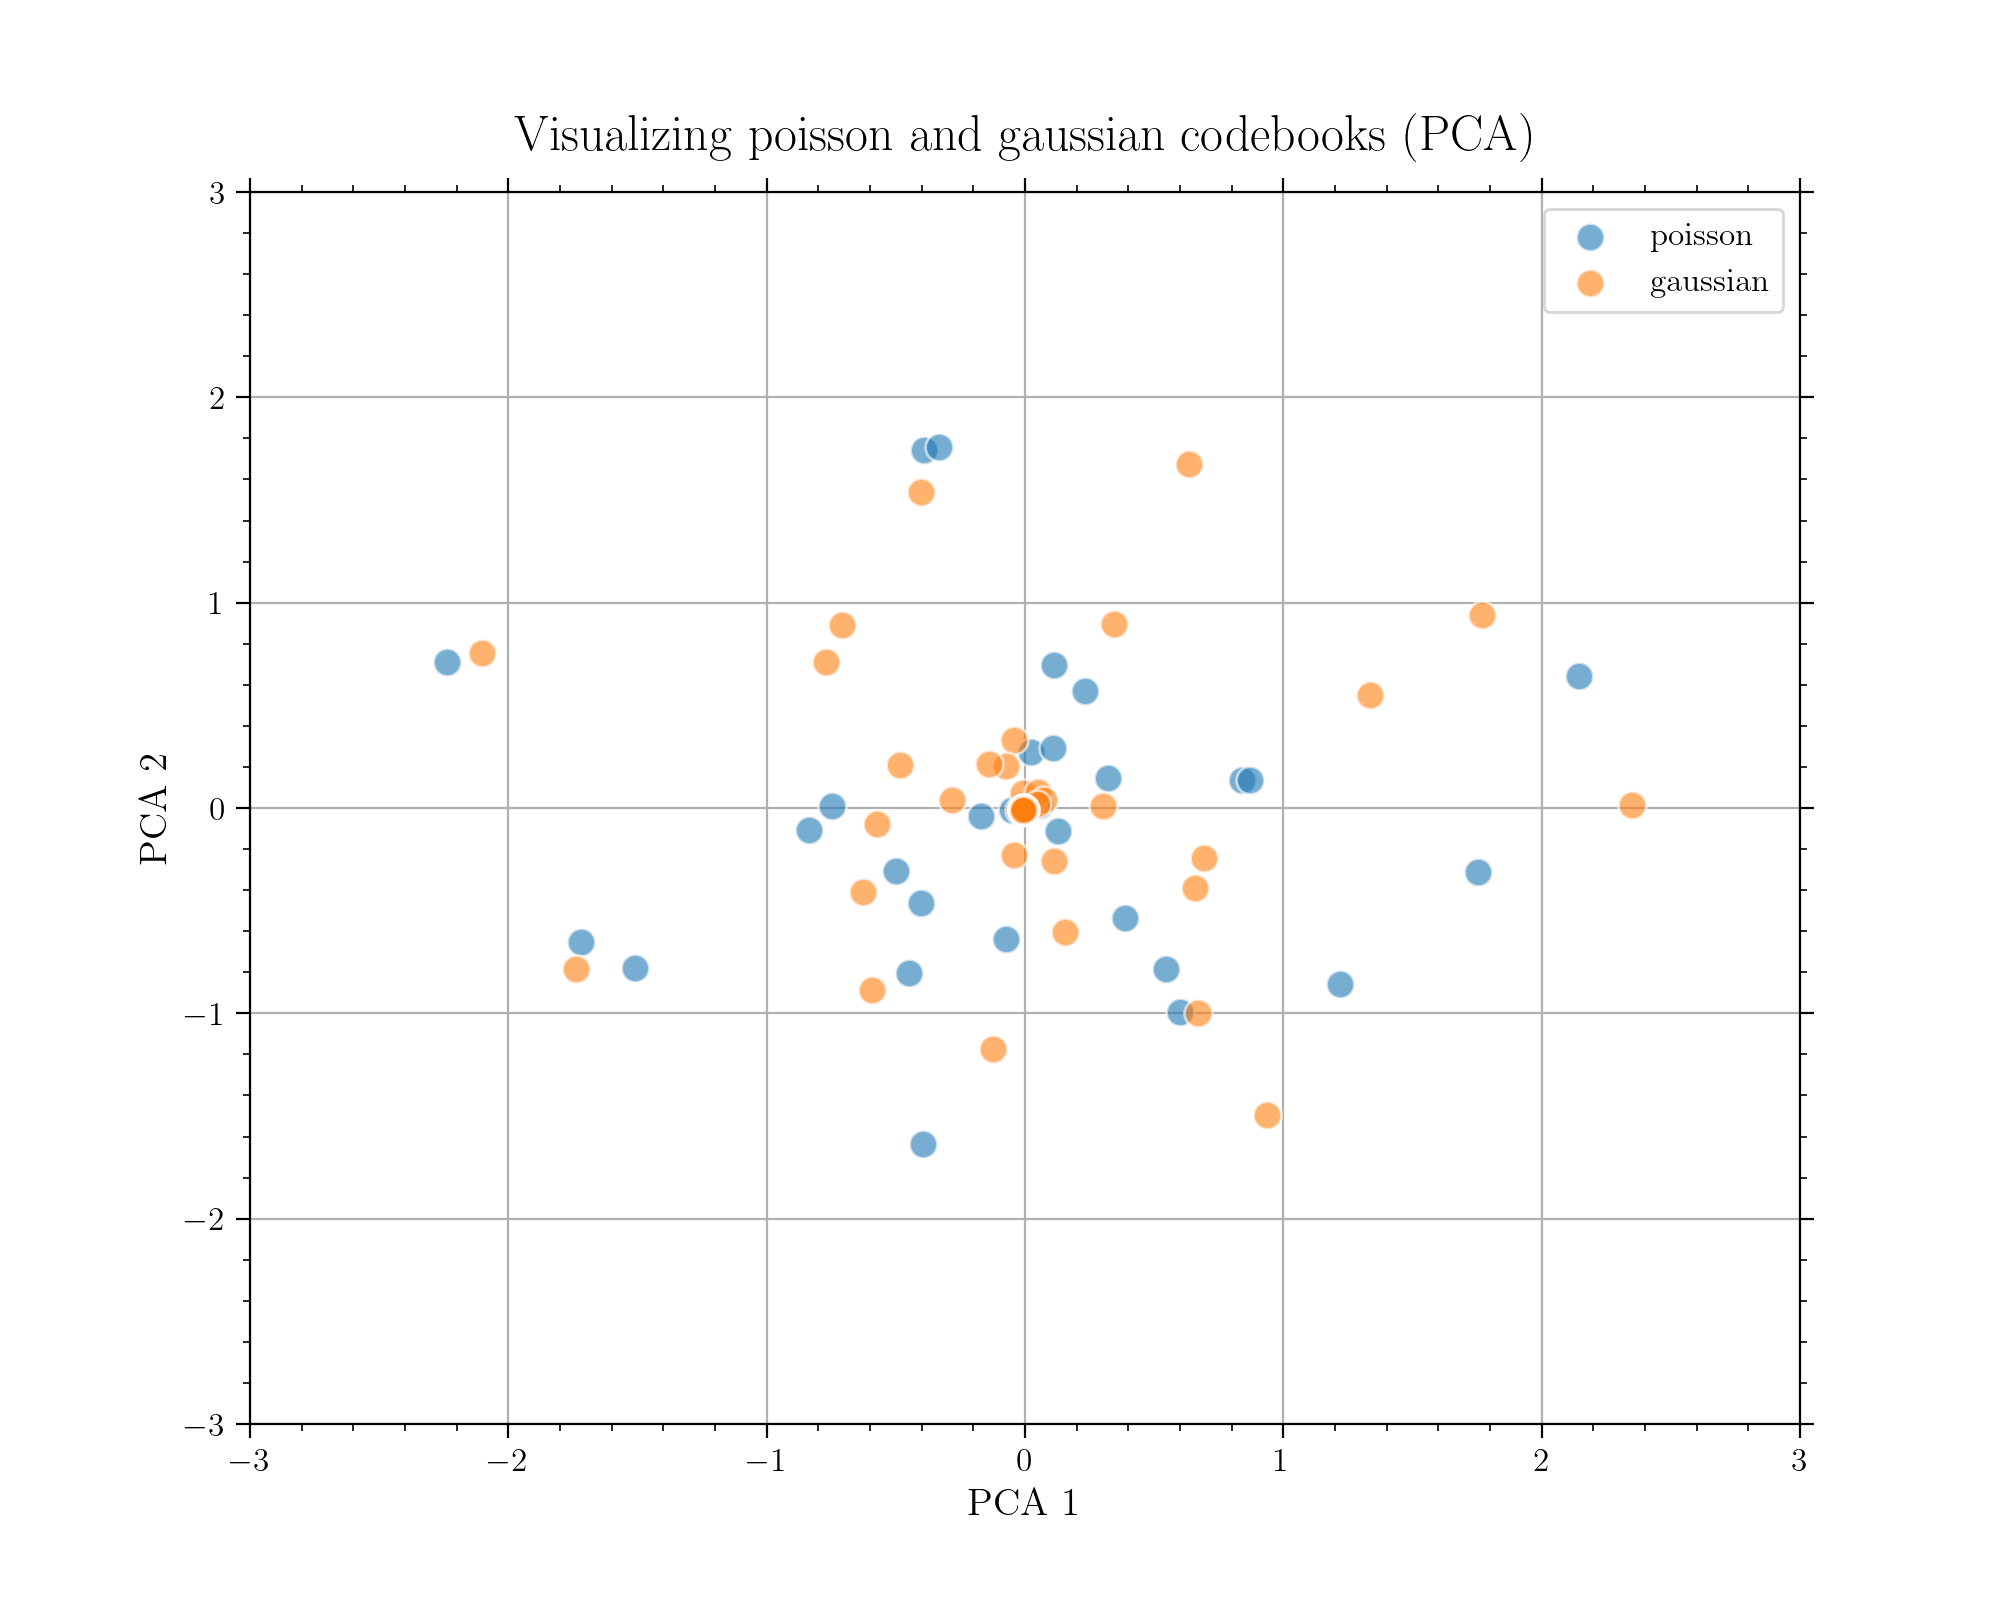 Visualizing poisson and gaussian codebooks (PCA)
3
2
1
0
−1
−2
−3
PCA 2
poisson
gaussian
−3 −2 −1 0 1 2 3
PCA 1